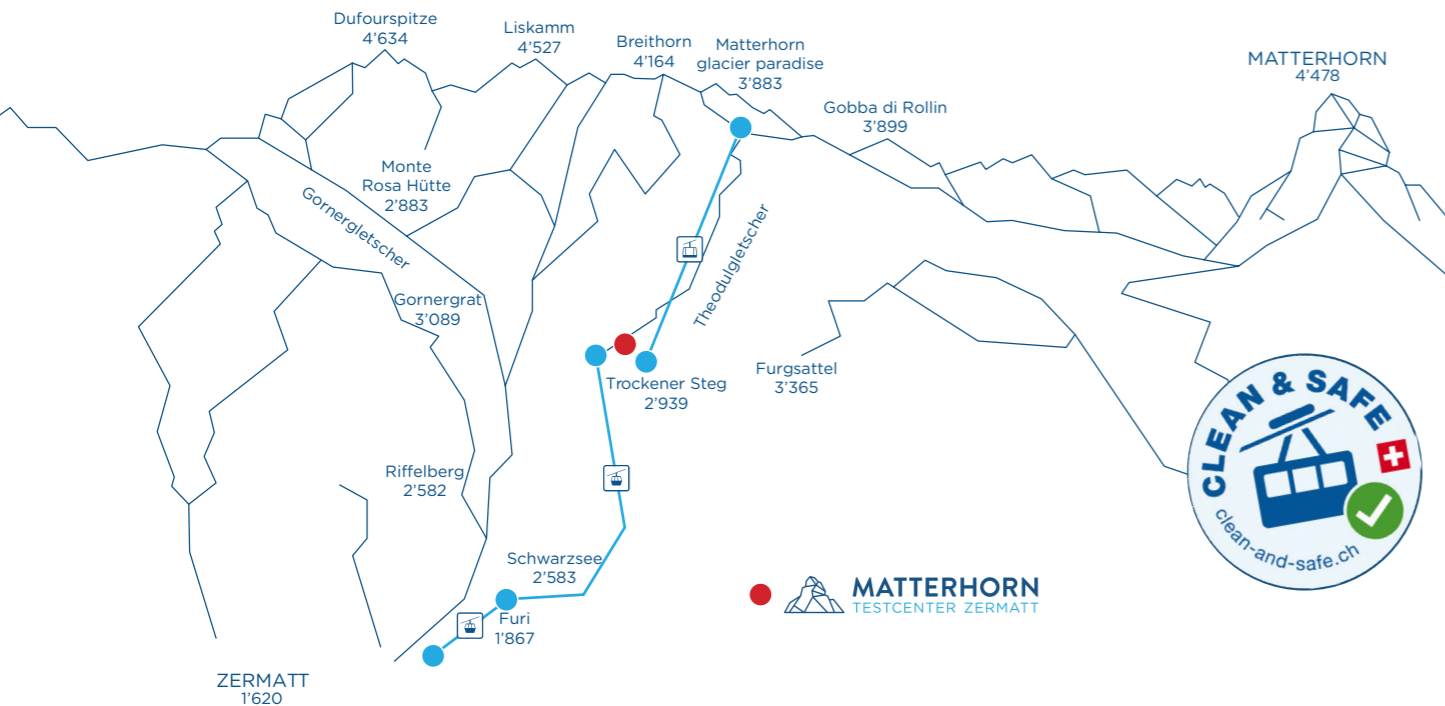 Dufourspitze
4’634
Liskamm
4’527
Breithorn
4’164
Matterhorn
glacier paradise
3’883
Gobba di Rollin
3’899
MATTERHORN
4’478
Monte
Rosa Hütte
2’883
Gornergletscher
Gornergrat
3’089
Theodulgletscher
Trockener Steg
2’939
Furgsattel
3’365
Riffelberg
2’582
Schwarzsee
2’583
Furi
1’867
ZERMATT
1’620
MATTERHORN
TESTCENTER ZERMATT
CLEAN & SAFE
clean-and-safe.ch